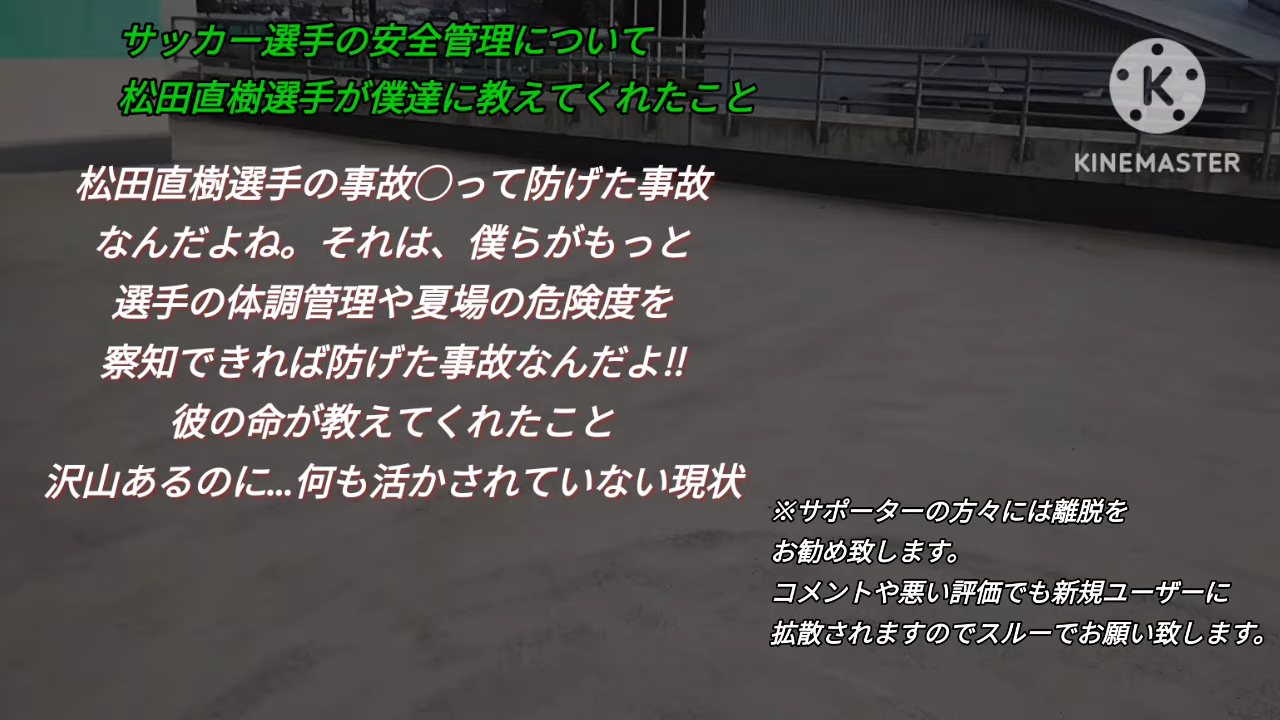 サッカー選手の安全管理について
松田直樹選手が僕達に教えてくれたこと
KINEMASTER
松田直樹選手の事故◯って防げた事故
なんだよね。それは、僕らがもっと
選手の体調管理や夏場の危険度を
察知できれば防げた事故なんだよ!!
彼の命が教えてくれたこと
沢山あるのに...何も活かされていない現状
※サポーターの方々には離脱を
お勧め致します。
コメントや悪い評価でも新規ユーザーに
拡散されますのでスルーでお願い致します。